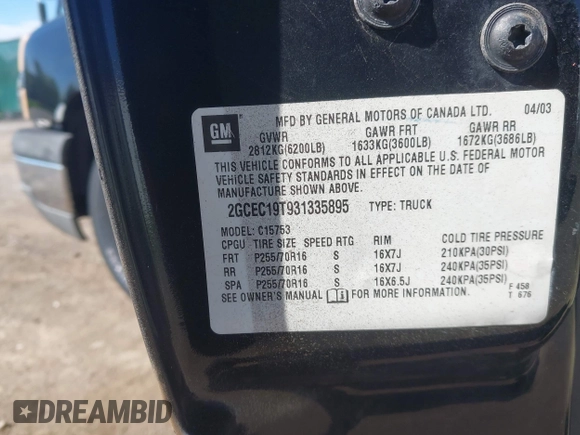 GM
MFD BY GENERAL MOTORS OF CANADA LTD. 04/03
GVWR GAWR FRT GAWR RR
2812KG(6200LB) 1633KG(3600LB) 1672KG(3686LB)
THIS VEHICLE CONFORMS TO ALL APPLICABLE U.S. FEDERAL MOTOR
VEHICLE SAFETY STANDARDS IN EFFECT ON THE DATE OF
MANUFACTURE SHOWN ABOVE.
2GCEC19T931335895 TYPE: TRUCK
MODEL: C15753
CPGU TIRE SIZE SPEED RTG RIM COLD TIRE PRESSURE
FRT P255/70R16 S 16X7J 210KPA(30PSI)
RR P255/70R16 S 16X7J 240KPA(35PSI)
SPA P255/70R16 S 16X6.5J 240KPA(35PSI)
SEE OWNER'S MANUAL FOR MORE INFORMATION.
F 458
T 676
DREAMBID